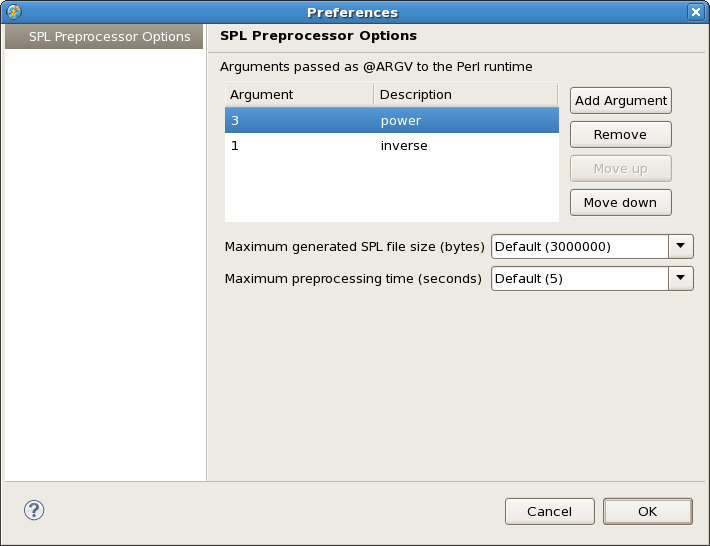 Preferences
SPL Preprocessor Options
SPL Preprocessor Options
Arguments passed as @ARGV to the Perl runtime
Argument Description
3 power
1 inverse
Add Argument
Remove
Move up
Move down
Maximum generated SPL file size (bytes) Default (3000000)
Maximum preprocessing time (seconds) Default (5)
?
Cancel OK